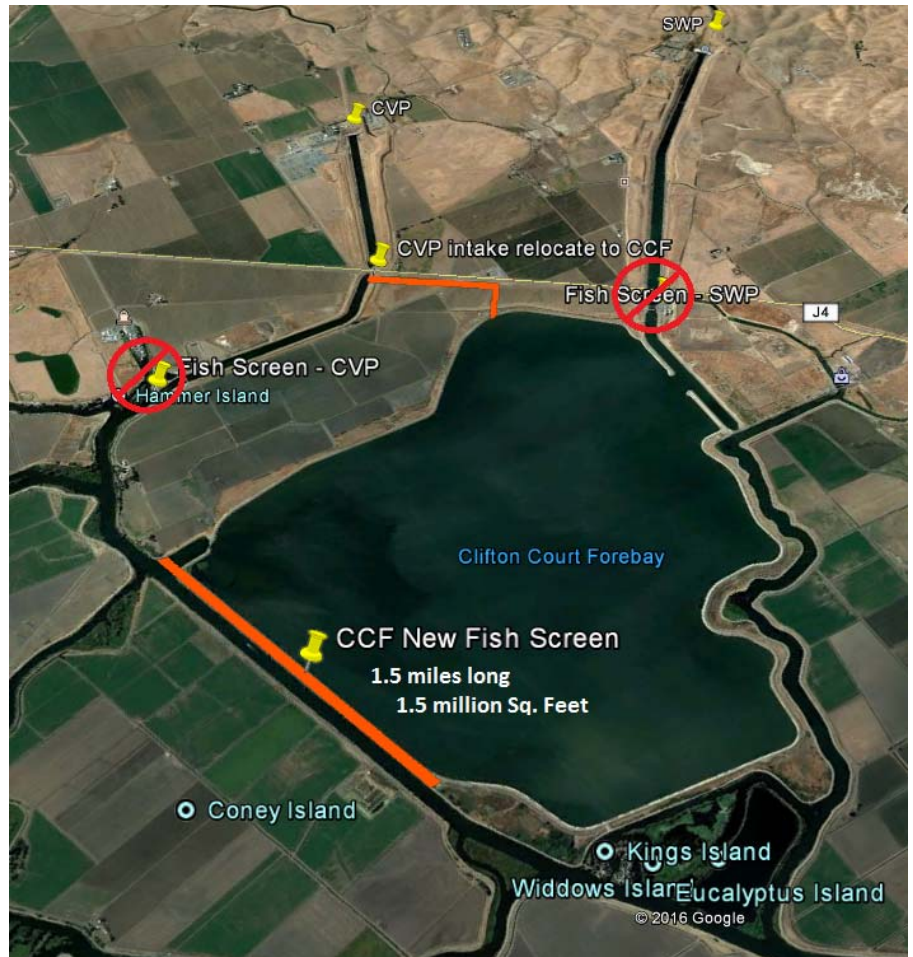 SWP
CVP
CVP intake relocate to CCF
Fish Screen - SWP
J4
Fish Screen - CVP
Hammer Island
Clifton Court Forebay
CCF New Fish Screen
1.5 miles long
1.5 million Sq. Feet
Coney Island
Kings Island
Widdows Island
Eucalyptus Island
© 2016 Google